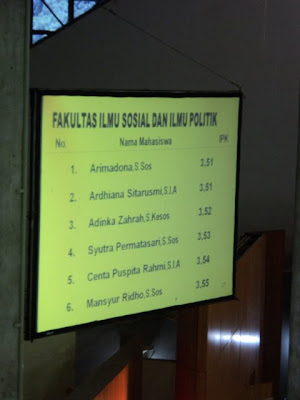 FAKULTAS ILMU SOSIAL DAN ILMU POLITIK
No. Nama Mahasiswa IPK
1. Arimadona,S.Sos 3,51
2. Ardhiana Sitarusmi,S.I.A 3,51
3. Adinka Zahrah,S.Kesos 3,52
4. Syutra Permatasari,S.Sos 3,53
5. Centa Puspita Rahmi,S.I.A 3,54
6. Mansyur Ridho,S.Sos 3,55